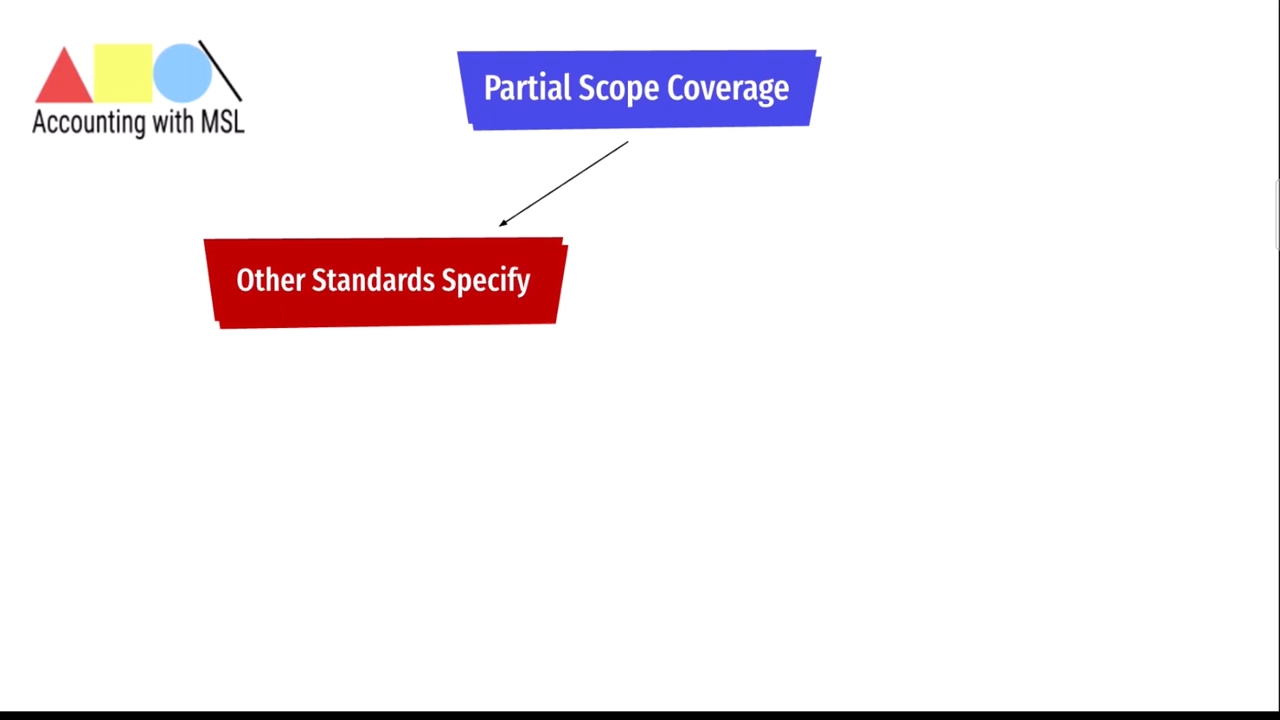 Partial Scope Coverage
Accounting with MSL
Other Standards Specify